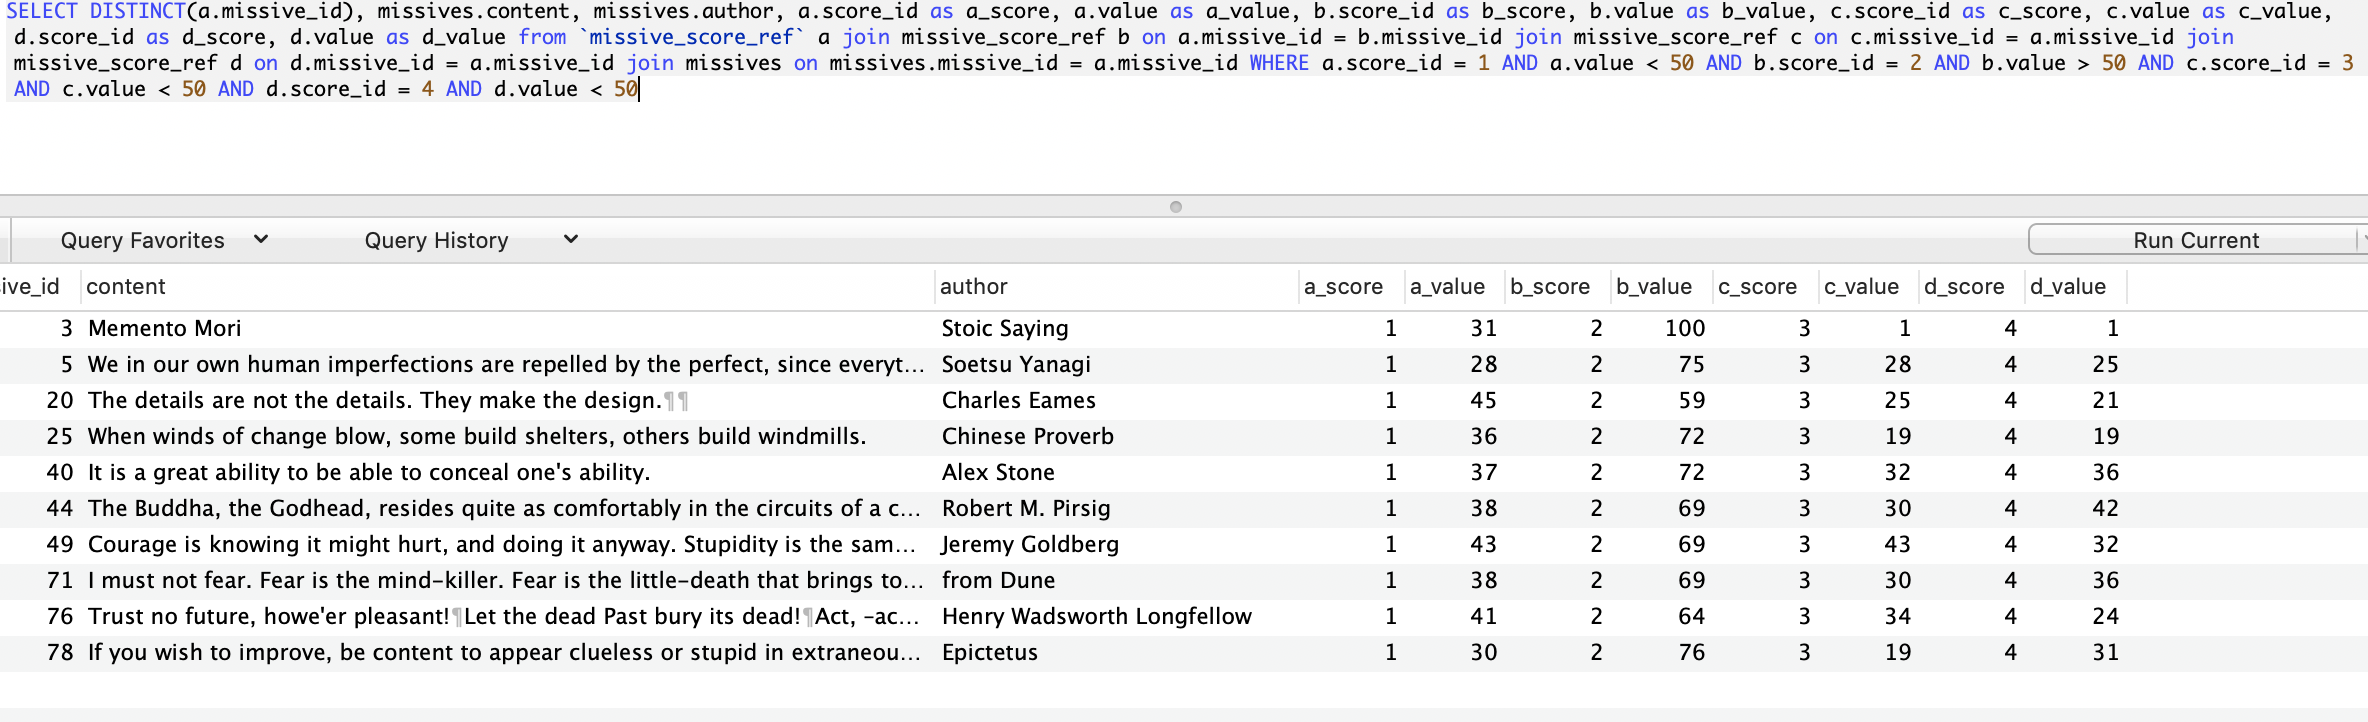 SELECT DISTINCT(a.missive_id), missives.content, missives.author, a.score_id as a_score, a.value as a_value, b.score_id as b_score, b.value as b_value, c.score_id as c_score, c.value as c_value,
d.score_id as d_score, d.value as d_value from `missive_score_ref` a join missive_score_ref b on a.missive_id = b.missive_id join missive_score_ref c on c.missive_id = a.missive_id join
missive_score_ref d on d.missive_id = a.missive_id join missives on missives.missive_id = a.missive_id WHERE a.score_id = 1 AND a.value < 50 AND b.score_id = 2 AND b.value > 50 AND c.score_id = 3
AND c.value < 50 AND d.score_id = 4 AND d.value < 50
Query Favorites Query History Run Current
ive_id content author a_score a_value b_score b_value c_score c_value d_score d_value
3 Memento Mori Stoic Saying 1 31 2 100 3 1 4 1
5 We in our own human imperfections are repelled by the perfect, since everyt... Soetsu Yanagi 1 28 2 75 3 28 4 25
20 The details are not the details. They make the design.¶¶ Charles Eames 1 45 2 59 3 25 4 21
25 When winds of change blow, some build shelters, others build windmills. Chinese Proverb 1 36 2 72 3 19 4 19
40 It is a great ability to be able to conceal one's ability. Alex Stone 1 37 2 72 3 32 4 36
44 The Buddha, the Godhead, resides quite as comfortably in the circuits of a c... Robert M. Pirsig 1 38 2 69 3 30 4 42
49 Courage is knowing it might hurt, and doing it anyway. Stupidity is the sam... Jeremy Goldberg 1 43 2 69 3 43 4 32
71 I must not fear. Fear is the mind-killer. Fear is the little-death that brings to... from Dune 1 38 2 69 3 30 4 36
76 Trust no future, howe'er pleasant!¶Let the dead Past bury its dead!¶Act, -ac... Henry Wadsworth Longfellow 1 41 2 64 3 34 4 24
78 If you wish to improve, be content to appear clueless or stupid in extraneou... Epictetus 1 30 2 76 3 19 4 31